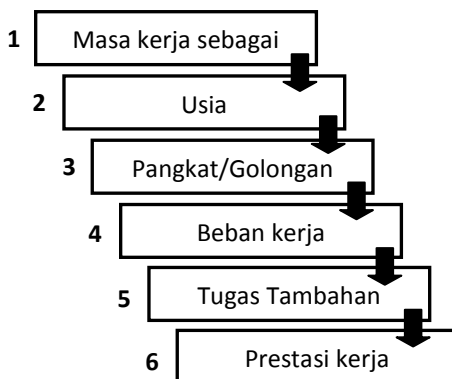 1 Masa kerja sebagai
2 Usia
3 Pangkat/Golongan
4 Beban kerja
5 Tugas Tambahan
6 Prestasi kerja